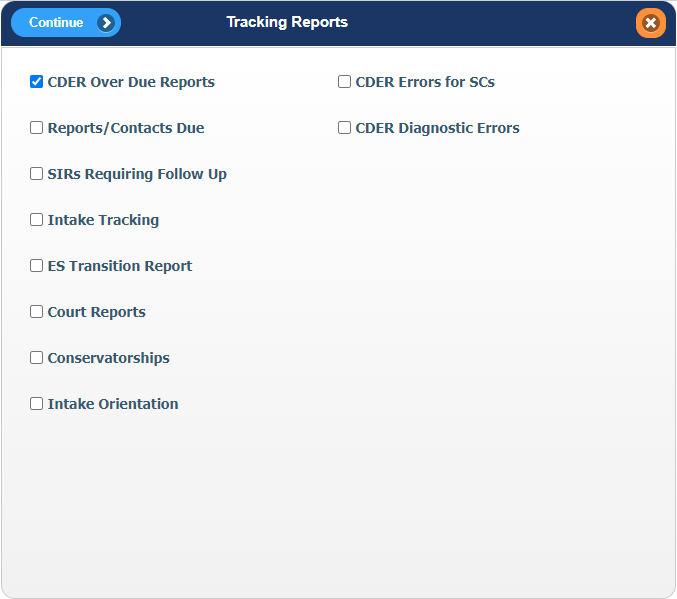 Continue
Tracking Reports
CDER Over Due Reports
CDER Errors for SCs
Reports/Contacts Due
CDER Diagnostic Errors
SIRs Requiring Follow Up
Intake Tracking
ES Transition Report
Court Reports
Conservatorships
Intake Orientation